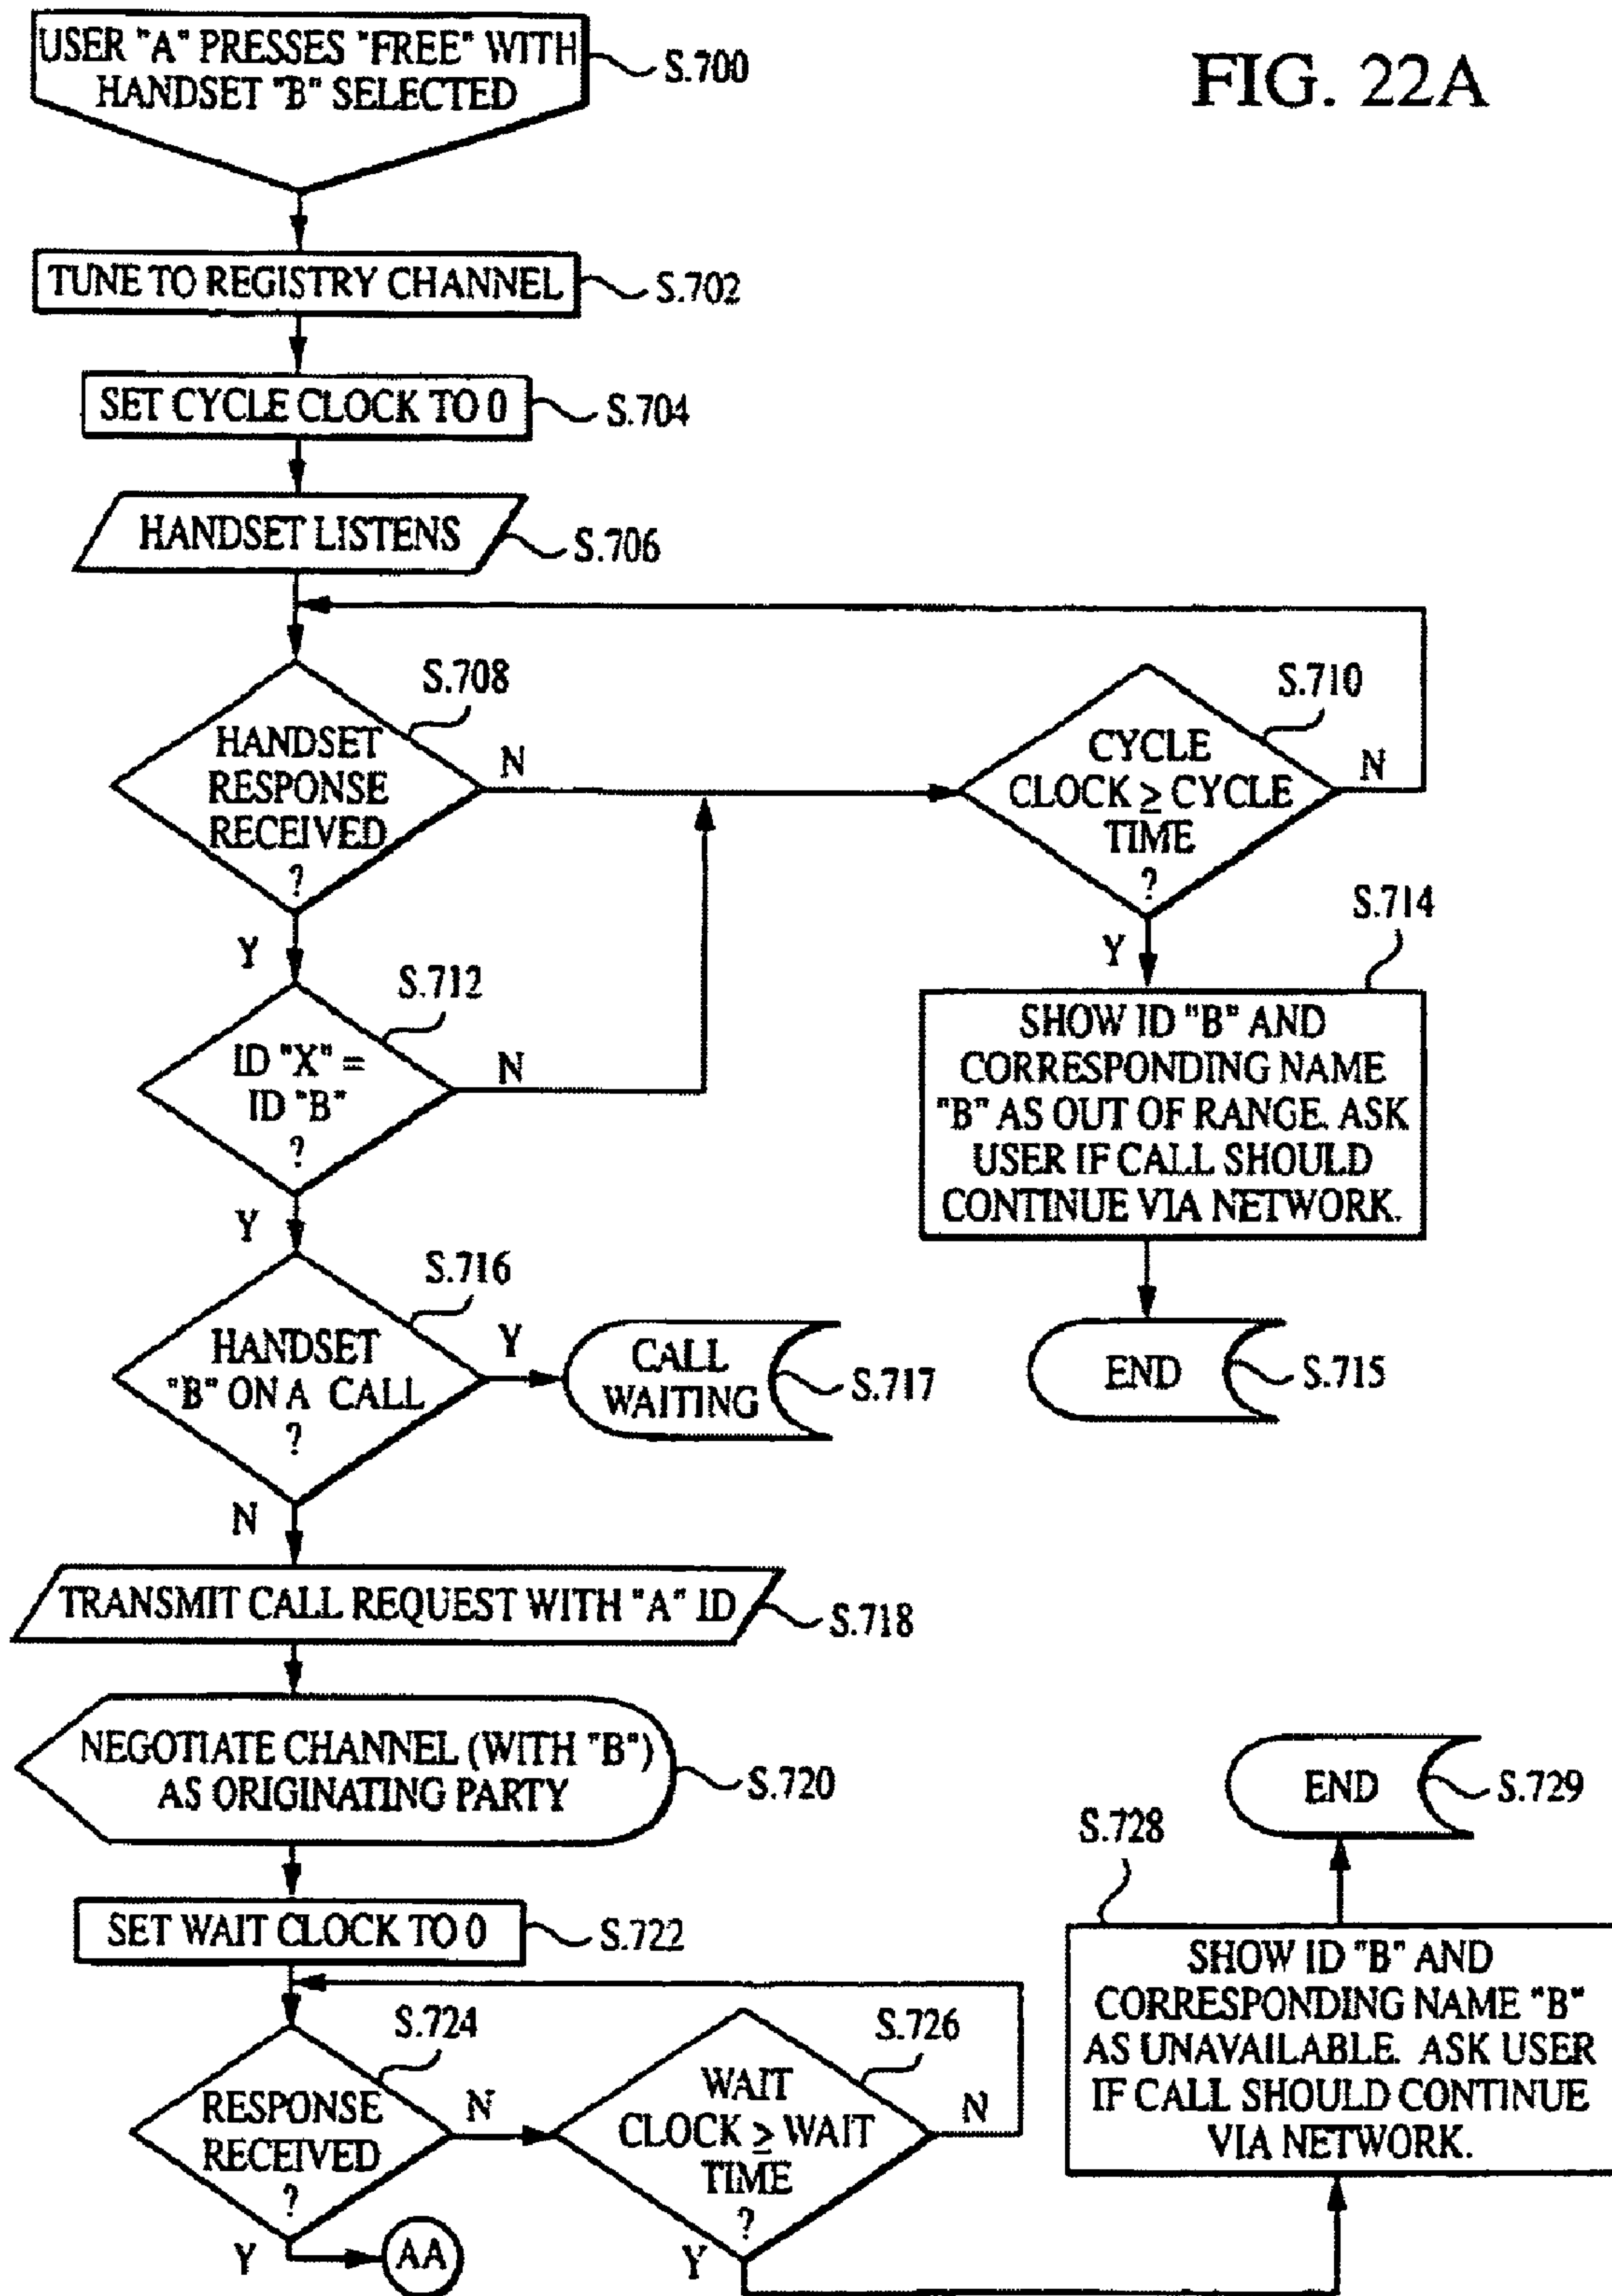 FIG. 22A
USER "A" PRESSES "FREE" WITH
HANDSET "B" SELECTED
S.700
TUNE TO REGISTRY CHANNEL
S.702
SET CYCLE CLOCK TO 0
S.704
HANDSET LISTENS
S.706
S.708
HANDSET
RESPONSE
RECEIVED
?
N
Y
S.710
CYCLE
CLOCK ≥ CYCLE
TIME
?
N
Y
S.712
ID "X" =
ID "B"
?
N
Y
S.714
SHOW ID "B" AND
CORRESPONDING NAME
"B" AS OUT OF RANGE. ASK
USER IF CALL SHOULD
CONTINUE VIA NETWORK.
END
S.715
S.716
HANDSET
"B" ON A CALL
?
Y
N
CALL
WAITING
S.717
TRANSMIT CALL REQUEST WITH "A" ID
S.718
NEGOTIATE CHANNEL (WITH "B")
AS ORIGINATING PARTY
S.720
SET WAIT CLOCK TO 0
S.722
S.724
RESPONSE
RECEIVED
?
N
Y
AA
S.726
WAIT
CLOCK ≥ WAIT
TIME
?
N
Y
S.728
SHOW ID "B" AND
CORRESPONDING NAME "B"
AS UNAVAILABLE. ASK USER
IF CALL SHOULD CONTINUE
VIA NETWORK.
END
S.729